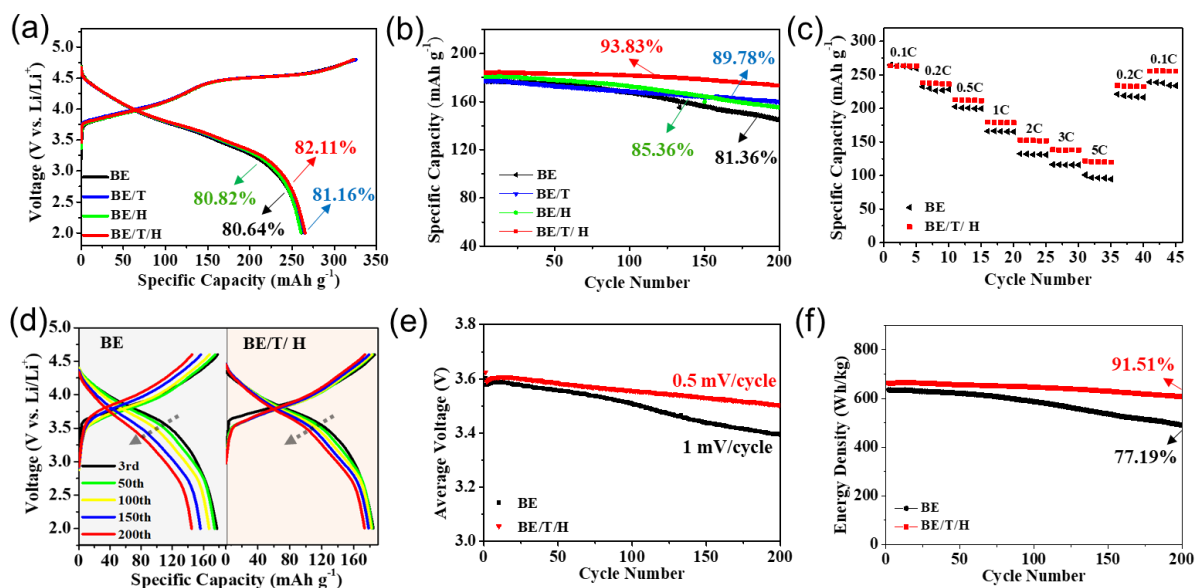 (a)
Voltage (V vs. Li/Li+)
5.0
4.5
4.0
3.5
3.0
2.5
2.0
BE
BE/T
BE/H
BE/T/H
82.11%
80.82%
81.16%
80.64%
0 50 100 150 200 250 300 350
Specific Capacity (mAh g-1)
(b)
Specific Capacity (mAh g-1)
200
160
120
80
40
93.83%
89.78%
85.36%
81.36%
BE
BE/T
BE/H
BE/T/ H
0 50 100 150 200
Cycle Number
(c)
Specific Capacity (mAh g-1)
300
250
200
150
100
50
0
0.1C
0.2C
0.5C
1C
2C
3C
5C
0.2C
0.1C
BE
BE/T/ H
0 5 10 15 20 25 30 35 40 45
Cycle Number
(d)
Voltage (V vs. Li/Li+)
5.0
4.5
4.0
3.5
3.0
2.5
2.0
BE
BE/T/ H
3rd
50th
100th
150th
200th
0 40 80 120 160 40 80 120 160
Specific Capacity (mAh g-1)
(e)
Average Voltage (V)
3.8
3.6
3.4
3.2
3.0
0.5 mV/cycle
1 mV/cycle
BE
BE/T/H
0 50 100 150 200
Cycle Number
(f)
Energy Density (Wh/kg)
800
600
400
200
0
91.51%
77.19%
BE
BE/T/H
0 50 100 150 200
Cycle Number